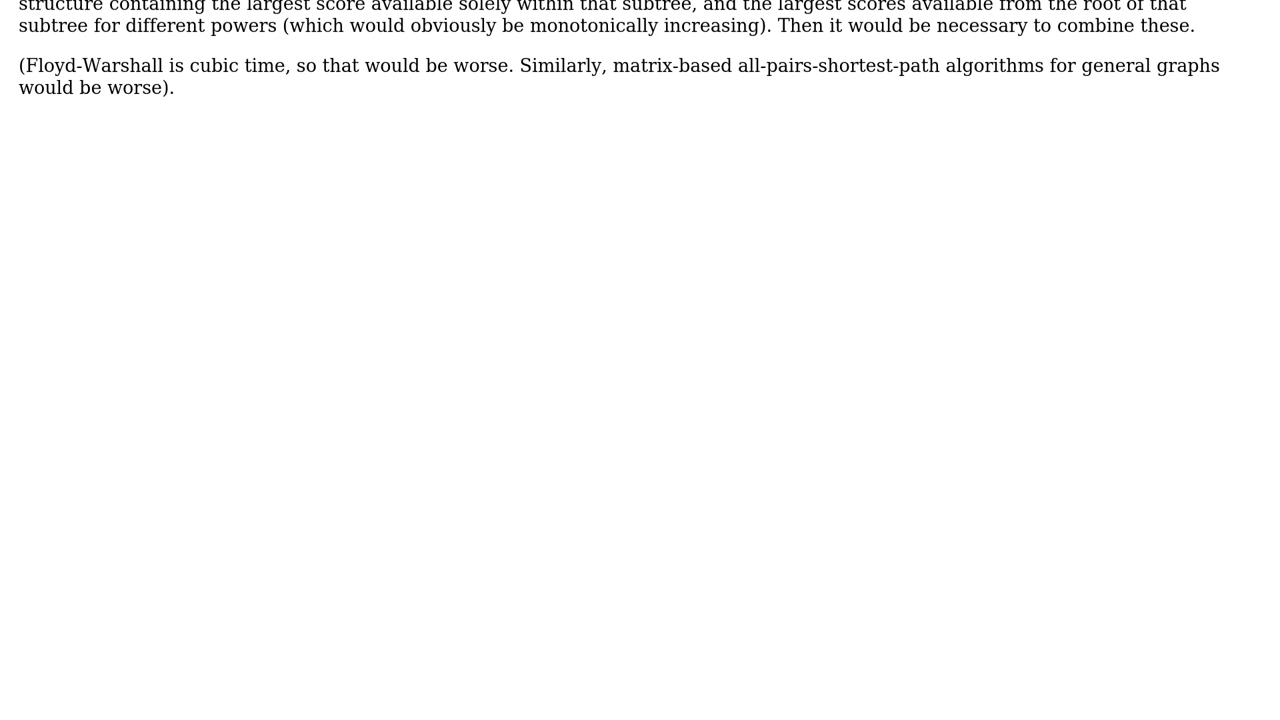 structure containing the largest score available solely within that subtree, and the largest scores available from the root of that
subtree for different powers (which would obviously be monotonically increasing). Then it would be necessary to combine these.
(Floyd-Warshall is cubic time, so that would be worse. Similarly, matrix-based all-pairs-shortest-path algorithms for general graphs
would be worse).